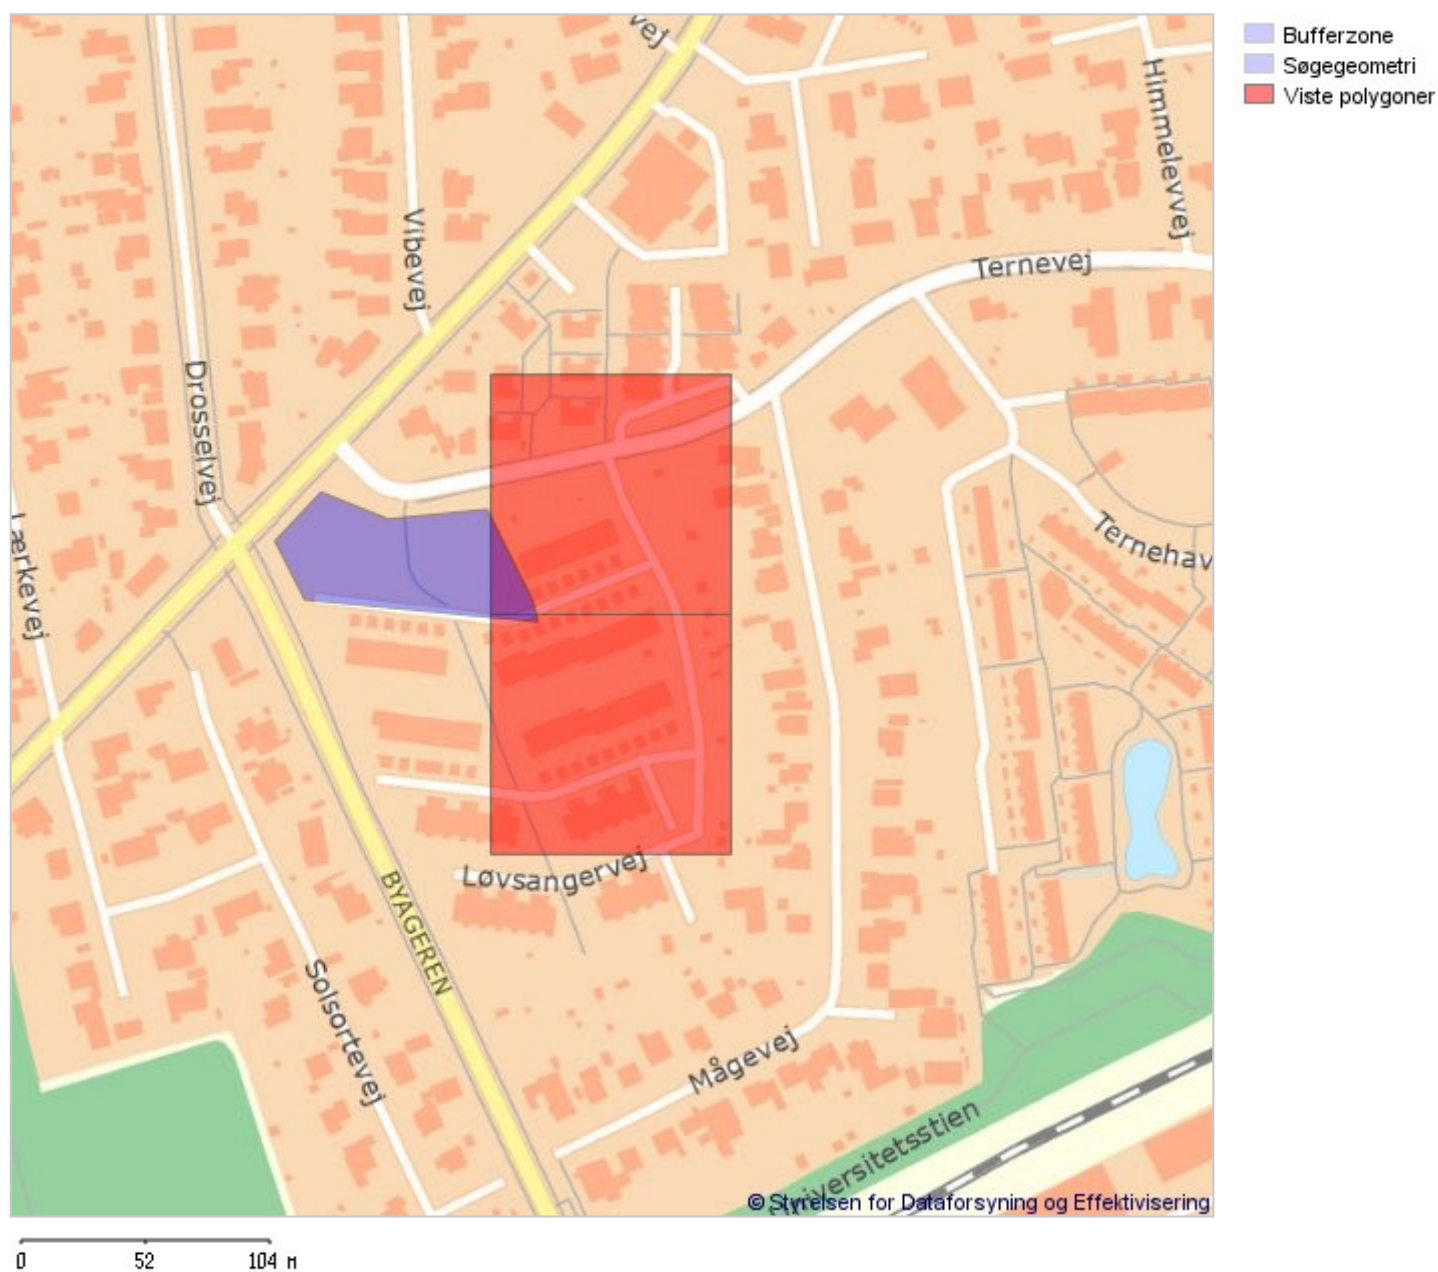 Bufferzone
Søgegeometri
Viste polygoner
vej
Himmelevvej
Vibevej
Ternevej
Drosselvej
Lærkevej
Ternehav
Løvsangervej
BYAGEREN
Solsortevej
Mågevej
niversitetsstien
© Styrelsen for Dataforsyning og Effektivisering
0 52 104 M